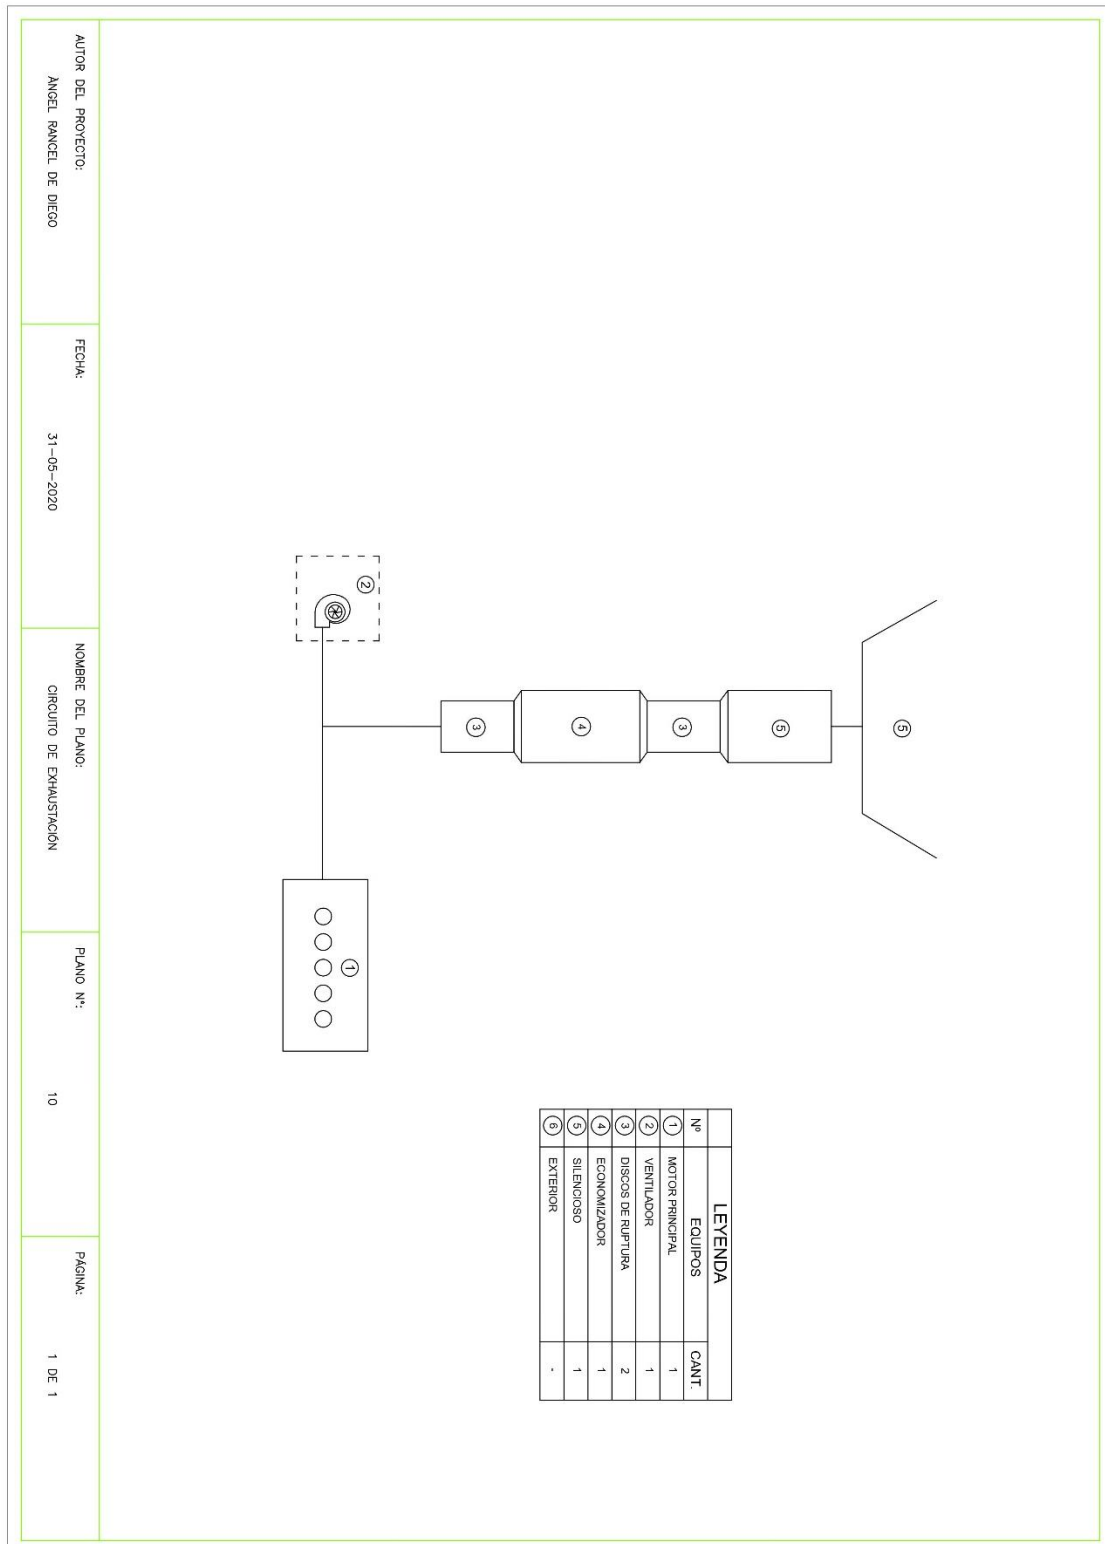 5
5
3
4
3
2
1
LEYENDA
Nº EQUIPOS CANT.
1 MOTOR PRINCIPAL 1
2 VENTILADOR 1
3 DISCOS DE RUPTURA 2
4 ECONOMIZADOR 1
5 SILENCIOSO 1
6 EXTERIOR -
AUTOR DEL PROYECTO:
ÀNGEL RANCEL DE DIEGO
FECHA:
31-05-2020
NOMBRE DEL PLANO:
CIRCUITO DE EXHAUSTACIÓN
PLANO Nº:
10
PÁGINA:
1 DE 1